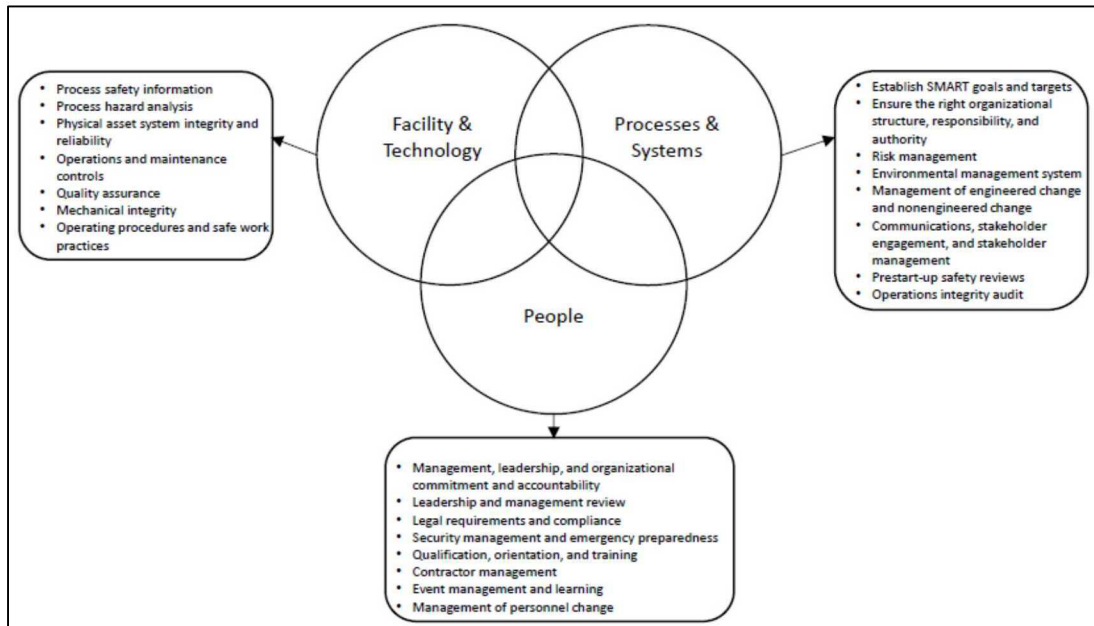 Facility &
Technology
Processes &
Systems
People
• Process safety information
• Process hazard analysis
• Physical asset system integrity and
reliability
• Operations and maintenance
controls
• Quality assurance
• Mechanical integrity
• Operating procedures and safe work
practices
• Establish SMART goals and targets
• Ensure the right organizational
structure, responsibility, and
authority
• Risk management
• Environmental management system
• Management of engineered change
and nonengineered change
• Communications, stakeholder
engagement, and stakeholder
management
• Prestart-up safety reviews
• Operations integrity audit
• Management, leadership, and organizational
commitment and accountability
• Leadership and management review
• Legal requirements and compliance
• Security management and emergency preparedness
• Qualification, orientation, and training
• Contractor management
• Event management and learning
• Management of personnel change